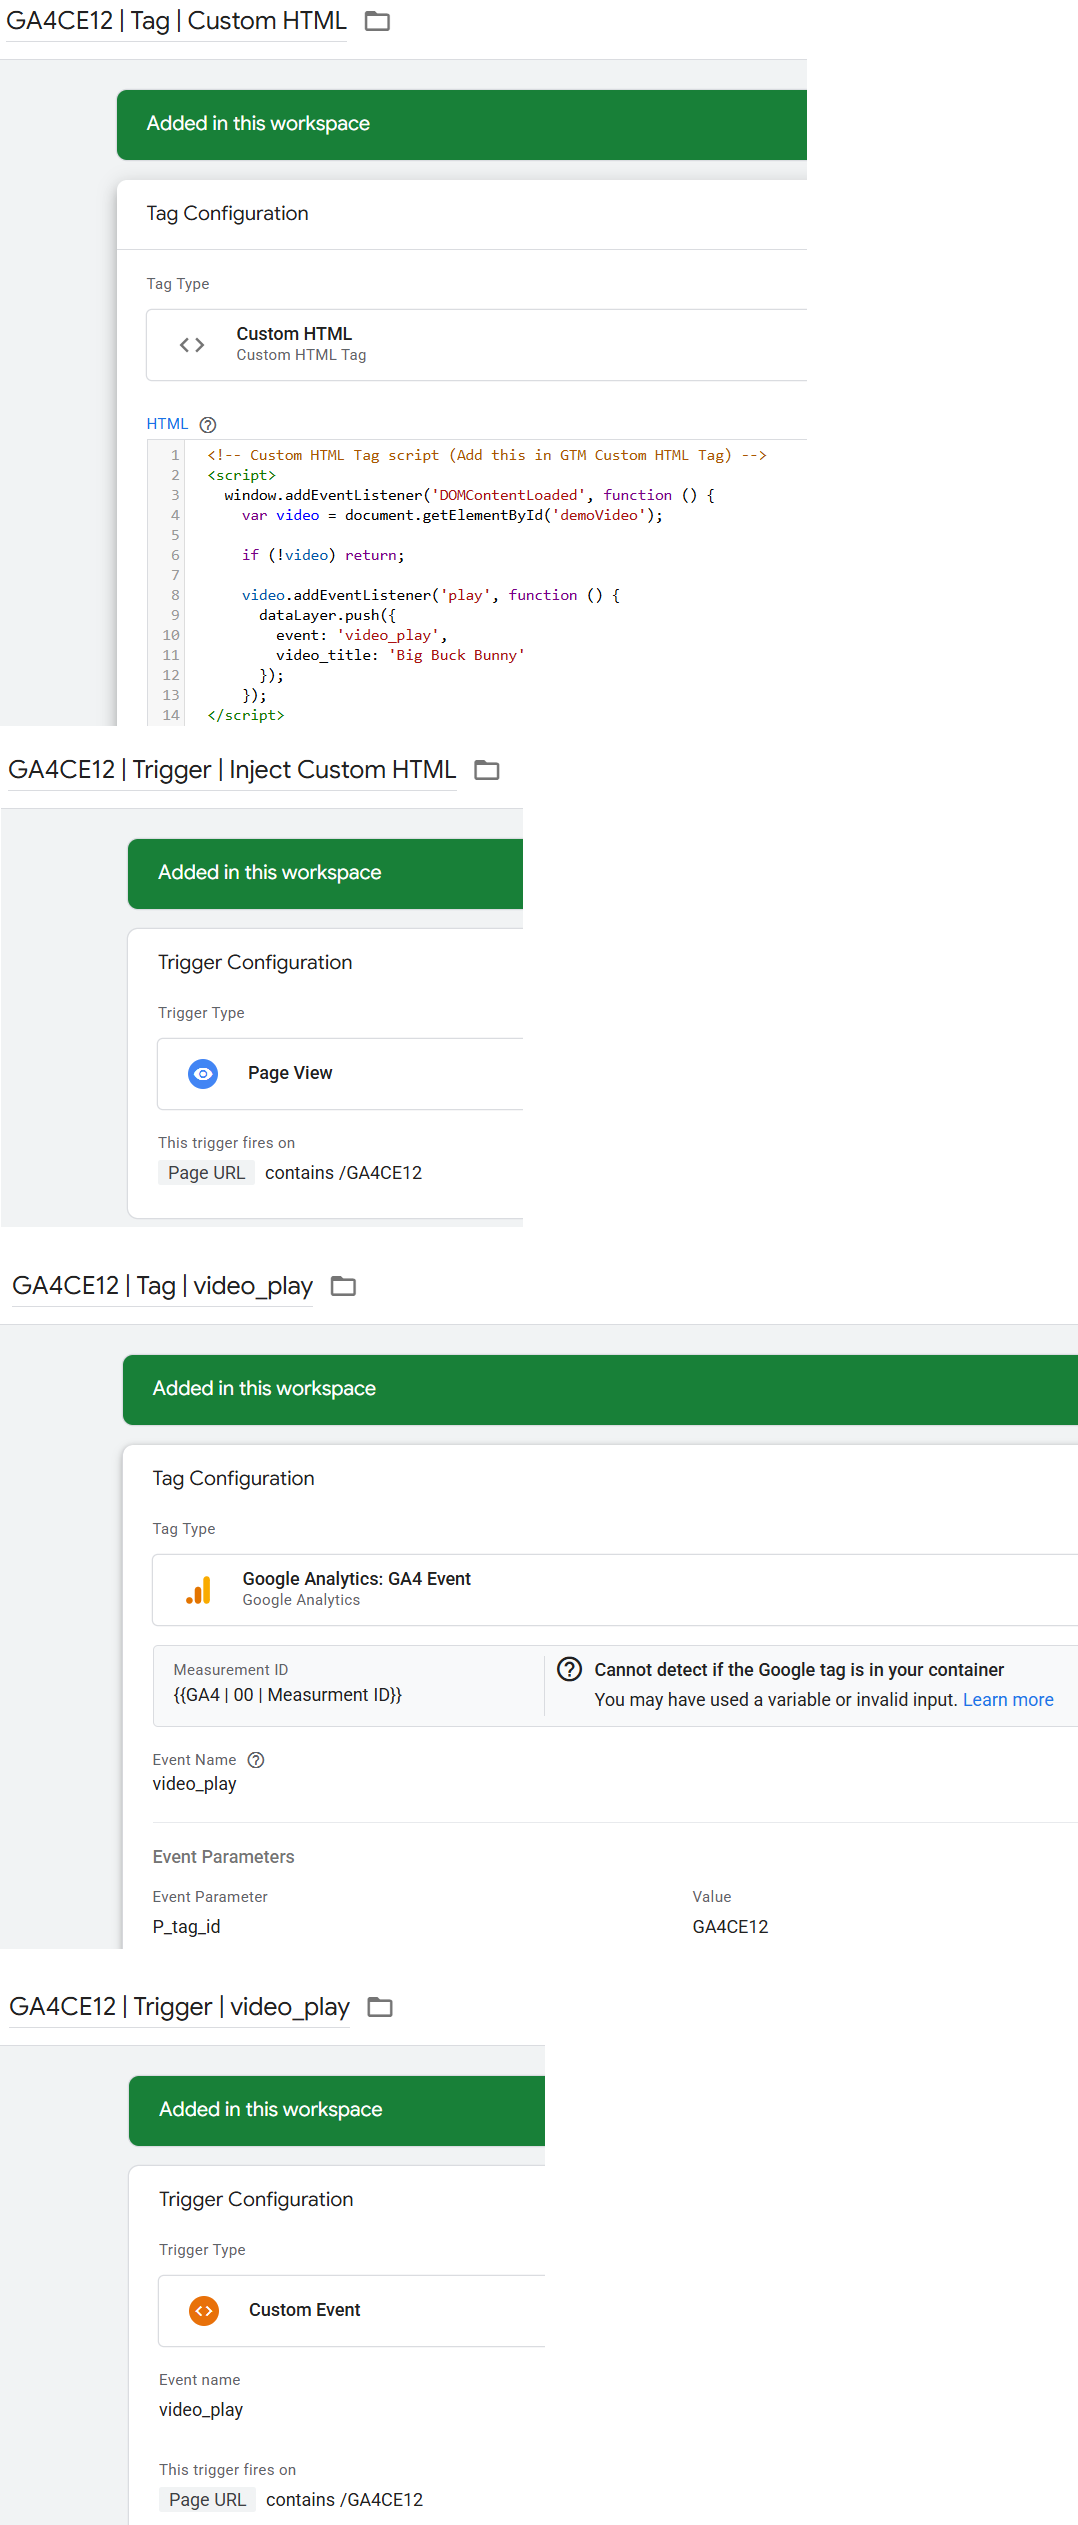 GA4CE12 | Tag | Custom HTML
Added in this workspace
Tag Configuration
Tag Type
Custom HTML
Custom HTML Tag
HTML
1 <!-- Custom HTML Tag script (Add this in GTM Custom HTML Tag) -->
2 <script>
3 window.addEventListener('DOMContentLoaded', function () {
4 var video = document.getElementById('demoVideo');
5
6 if (!video) return;
7
8 video.addEventListener('play', function () {
9 dataLayer.push({
10 event: 'video_play',
11 video_title: 'Big Buck Bunny'
12 });
13 });
14 </script>
GA4CE12 | Trigger | Inject Custom HTML
Added in this workspace
Trigger Configuration
Trigger Type
Page View
This trigger fires on
Page URL contains /GA4CE12
GA4CE12 | Tag | video_play
Added in this workspace
Tag Configuration
Tag Type
Google Analytics: GA4 Event
Google Analytics
Measurement ID
{{GA4 | 00 | Measurment ID}}
Cannot detect if the Google tag is in your container
You may have used a variable or invalid input. Learn more
Event Name
video_play
Event Parameters
Event Parameter Value
P_tag_id GA4CE12
GA4CE12 | Trigger | video_play
Added in this workspace
Trigger Configuration
Trigger Type
Custom Event
Event name
video_play
This trigger fires on
Page URL contains /GA4CE12